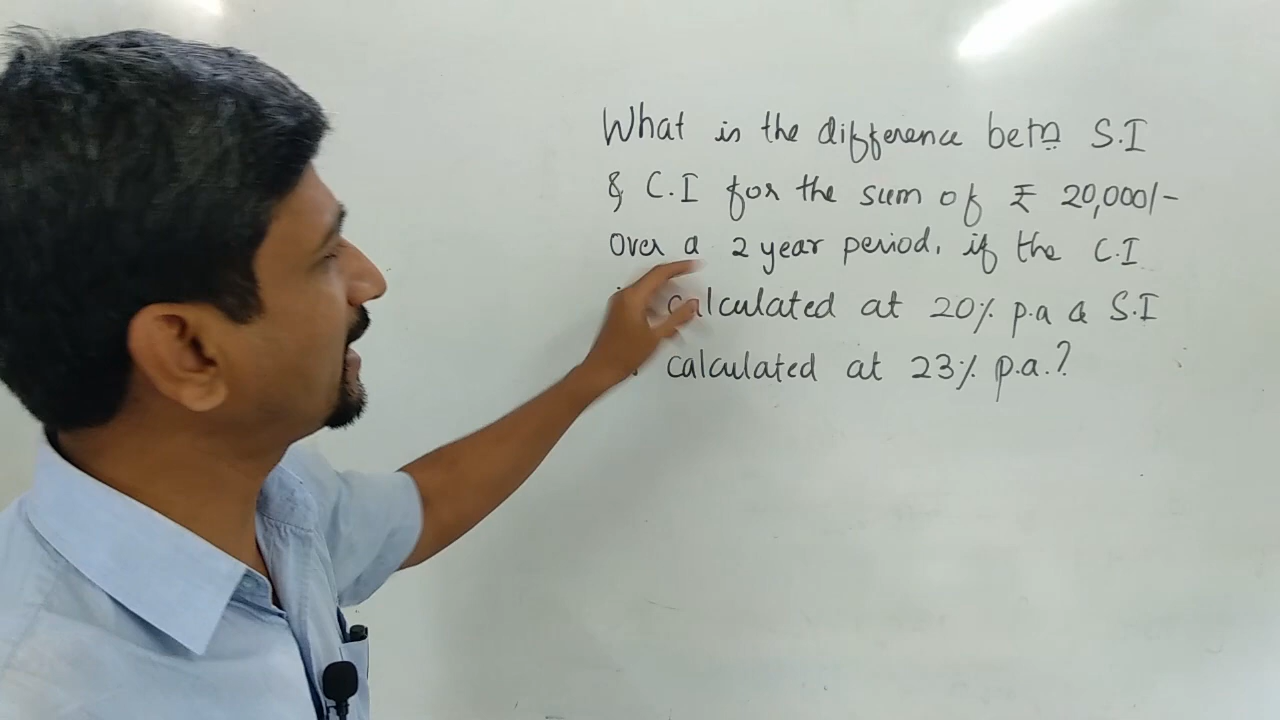 What is the difference betn S.I
& C.I for the sum of ₹ 20,000/-
over a 2 year period, if the C.I
calculated at 20% p.a & S.I
calculated at 23% p.a.?